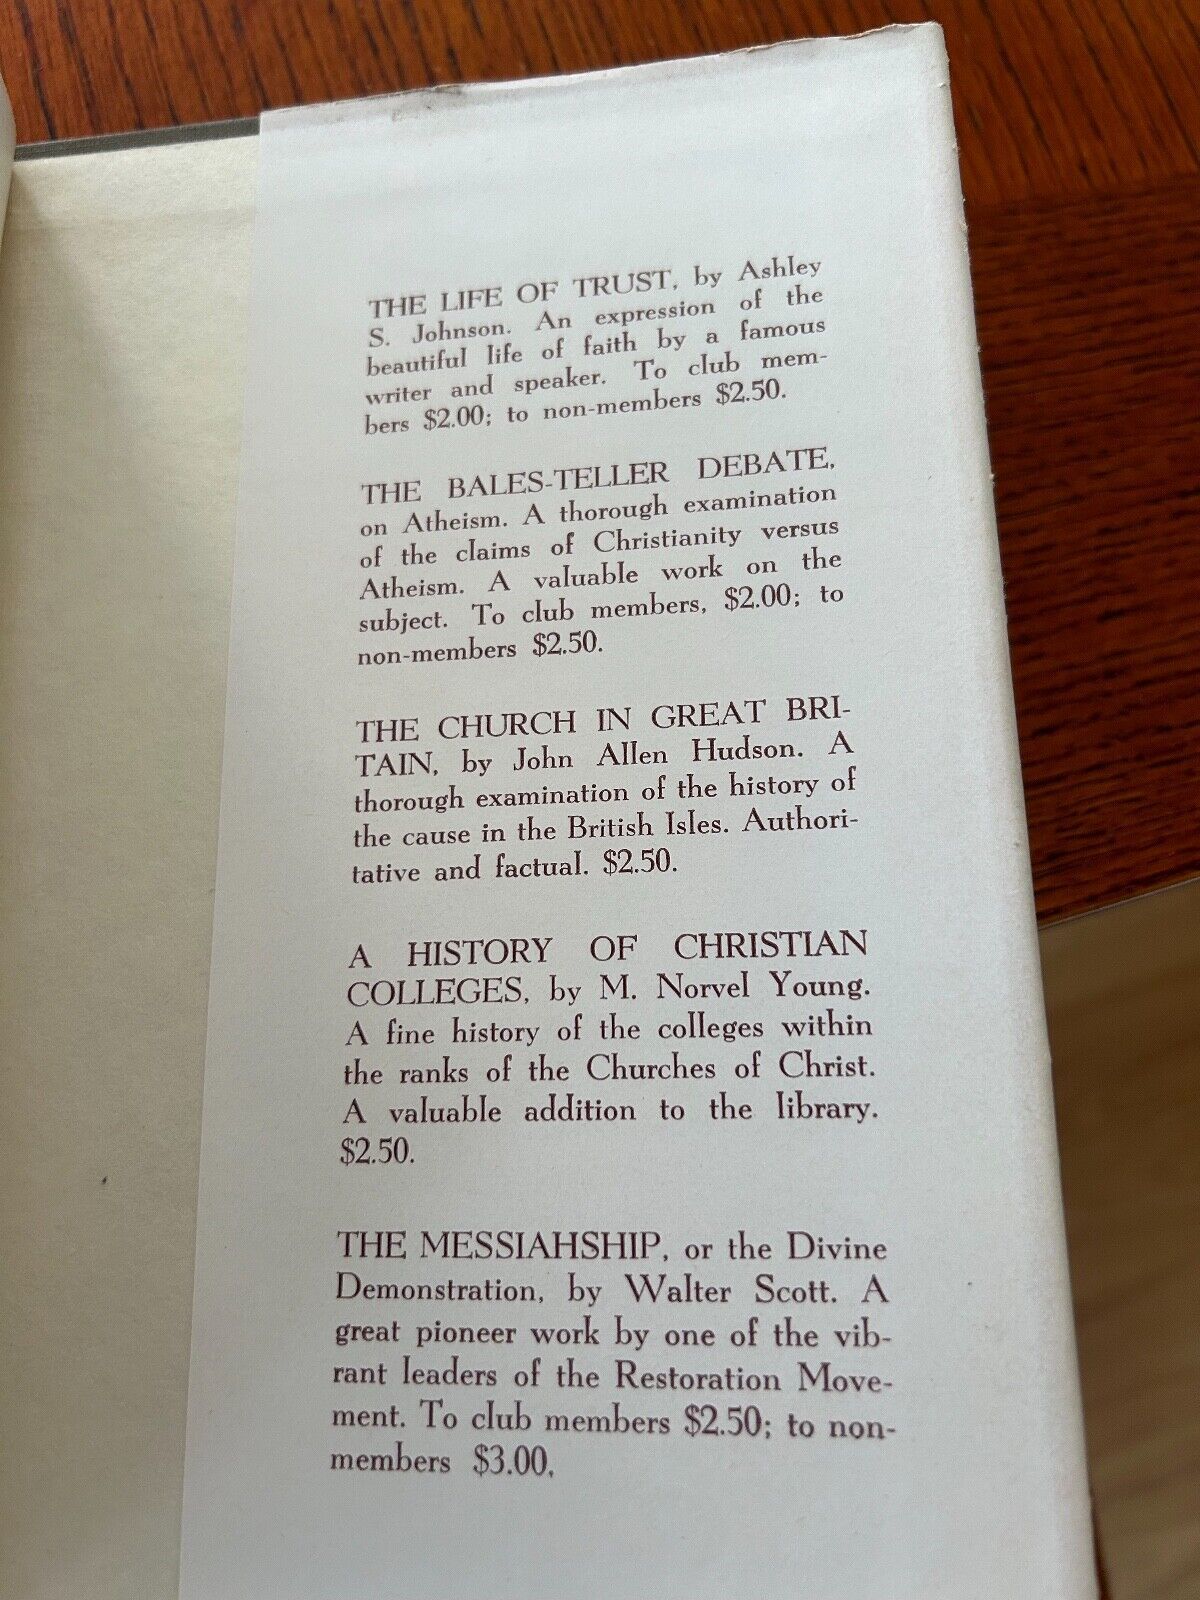 THE LIFE OF TRUST, by Ashley
S. Johnson. An expression of the
beautiful life of faith by a famous
writer and speaker. To club mem-
bers $2.00; to non-members $2.50.
THE BALES-TELLER DEBATE,
on Atheism. A thorough examination
of the claims of Christianity versus
Atheism. A valuable work on the
subject. To club members, $2.00; to
non-members $2.50.
THE CHURCH IN GREAT BRI-
TAIN, by John Allen Hudson. A
thorough examination of the history of
the cause in the British Isles. Authori-
tative and factual. $2.50.
A HISTORY OF CHRISTIAN
COLLEGES, by M. Norvel Young.
A fine history of the colleges within
the ranks of the Churches of Christ.
A valuable addition to the library.
$2.50.
THE MESSIAHSHIP, or the Divine
Demonstration, by Walter Scott. A
great pioneer work by one of the vib-
rant leaders of the Restoration Move-
ment. To club members $2.50; to non-
members $3.00.